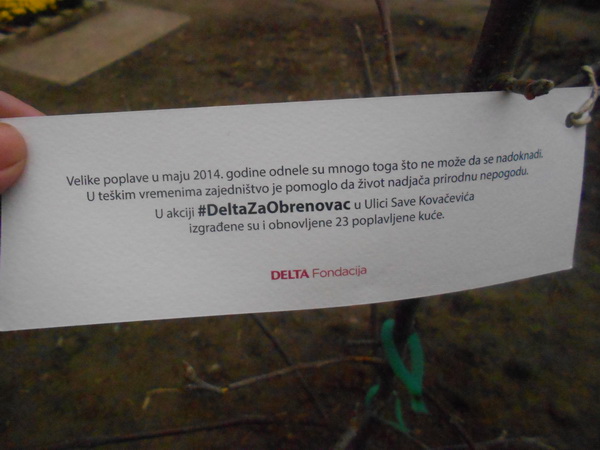 Velike poplave u maju 2014. godine odnele su mnogo toga što ne može da se nadoknadi.
U teškim vremenima zajedništvo je pomoglo da život nadjača prirodnu nepogodu.
U akciji #DeltaZaObrenovac u Ulici Save Kovačevića
izgrađene su i obnovljene 23 poplavljene kuće.
DELTA Fondacija